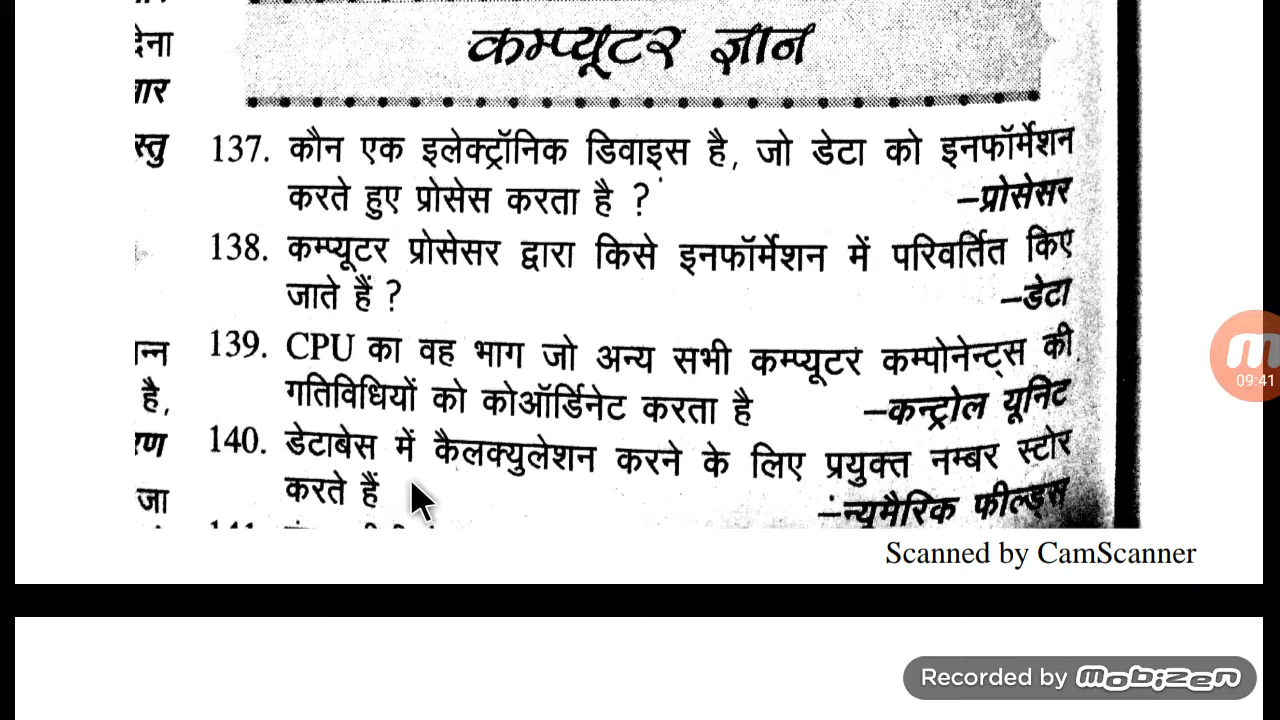 देना
कम्प्यूटर ज्ञान
स्तु
137. कौन एक इलेक्ट्रॉनिक डिवाइस है, जो डेटा को इनफॉर्मेशन
करते हुए प्रोसेस करता है ? –प्रोसेसर
138. कम्प्यूटर प्रोसेसर द्वारा किसे इनफॉर्मेशन में परिवर्तित किए
जाते हैं ? –डेटा
139. CPU का वह भाग जो अन्य सभी कम्प्यूटर कम्पोनेन्ट्स की
है, गतिविधियों को कोऑर्डिनेट करता है –कन्ट्रोल यूनिट
140. डेटाबेस में कैलक्युलेशन करने के लिए प्रयुक्त नम्बर स्टोर
जा करते हैं –न्यूमैरिक फील्ड्स
Scanned by CamScanner
09:41
Recorded by mobizen